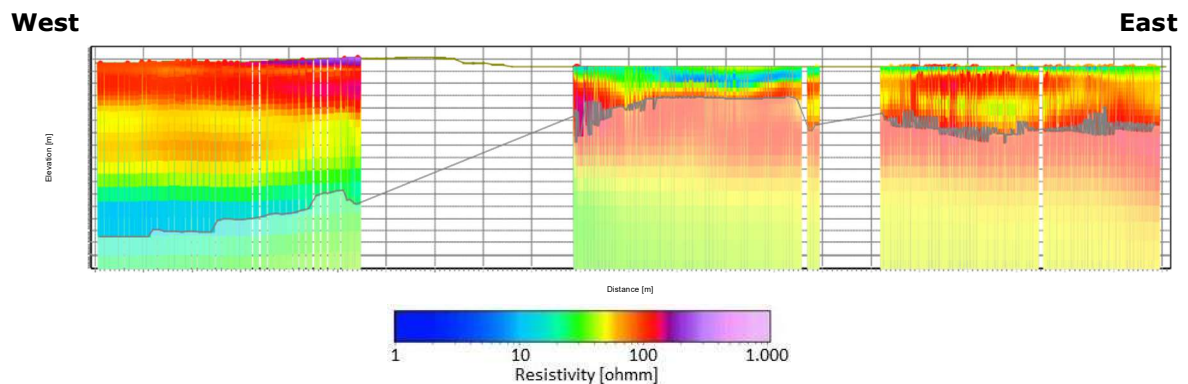 West East
Elevation [m]
Distance [m]
1 10 100 1.000
Resistivity [ohmm]